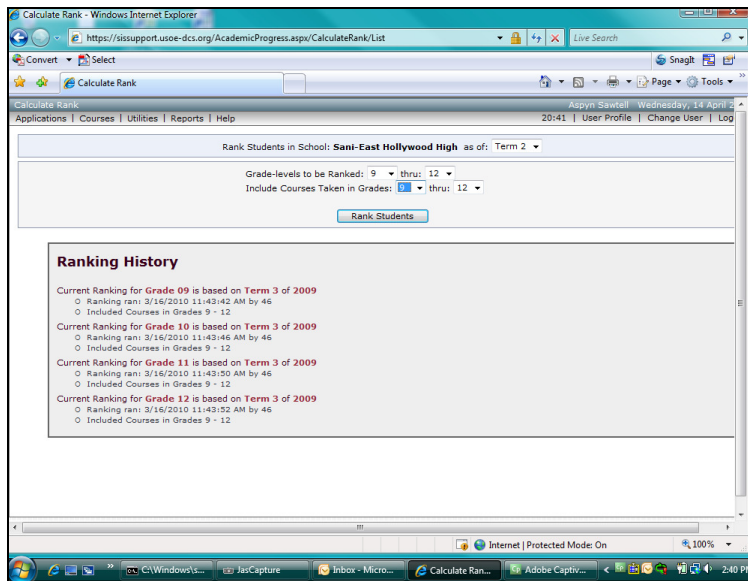 Calculate Rank - Windows Internet Explorer
https://sissupport.usoe-dcs.org/AcademicProgress.aspx/CalculateRank/List
Live Search
Convert Select
SnagIt
Calculate Rank
Page Tools
Calculate Rank Aspyn Sawtell Wednesday, 14 April 2
Applications | Courses | Utilities | Reports | Help 20:41 | User Profile | Change User | Log
Rank Students in School: Sani-East Hollywood High as of: Term 2
Grade-levels to be Ranked: 9 thru: 12
Include Courses Taken in Grades: 9 thru: 12
Rank Students
Ranking History
Current Ranking for Grade 09 is based on Term 3 of 2009
Ranking ran: 3/16/2010 11:43:42 AM by 46
Included Courses in Grades 9 - 12
Current Ranking for Grade 10 is based on Term 3 of 2009
Ranking ran: 3/16/2010 11:43:46 AM by 46
Included Courses in Grades 9 - 12
Current Ranking for Grade 11 is based on Term 3 of 2009
Ranking ran: 3/16/2010 11:43:50 AM by 46
Included Courses in Grades 9 - 12
Current Ranking for Grade 12 is based on Term 3 of 2009
Ranking ran: 3/16/2010 11:43:52 AM by 46
Included Courses in Grades 9 - 12
Internet | Protected Mode: On 100%
C:\Windows\s... JasCapture Inbox - Micro... Calculate Ran... Adobe Captiv... 2:40 P